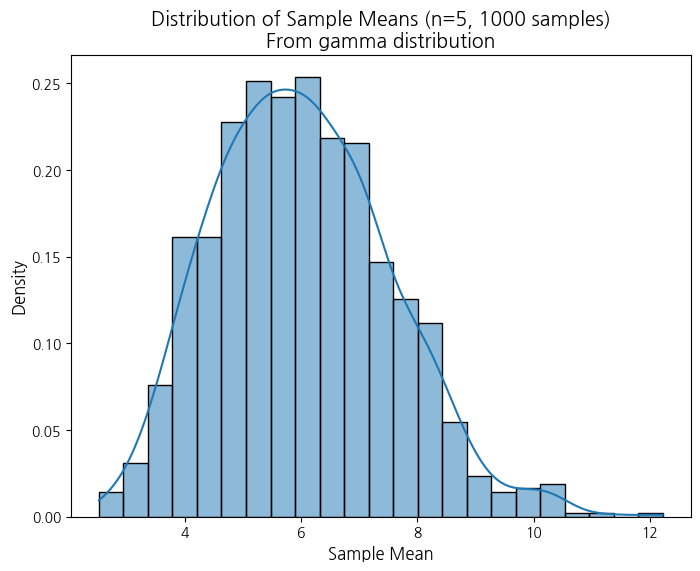 Distribution of Sample Means (n=5, 1000 samples)
From gamma distribution
Density
0.25
0.20
0.15
0.10
0.05
0.00
4 6 8 10 12
Sample Mean